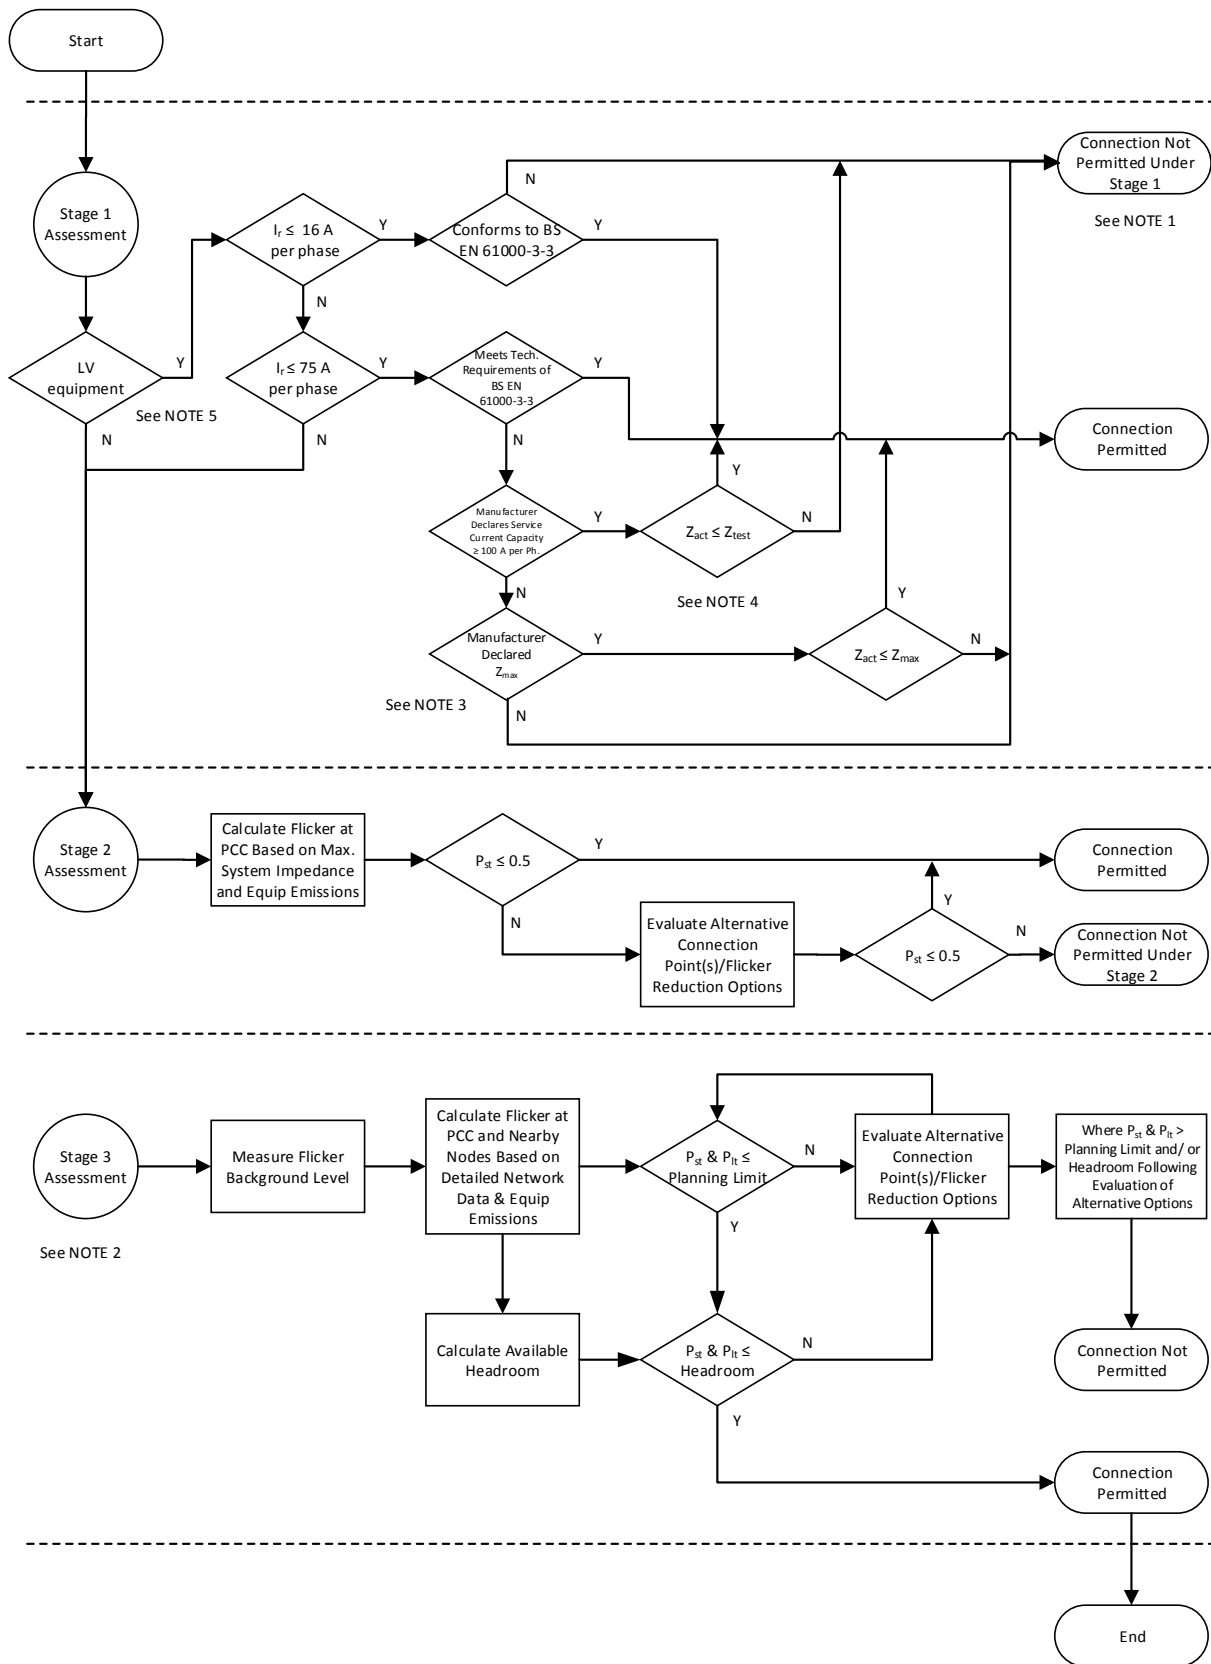 Start
Connection Not
Permitted Under
Stage 1
See NOTE 1
Stage 1
Assessment
I_r ≤ 16 A
per phase
Y
Conforms to BS
EN 61000-3-3
N
Y
N
LV
equipment
Y
See NOTE 5
N
I_r ≤ 75 A
per phase
Y
N
Meets Tech.
Requirements of
BS EN
61000-3-3
Y
N
Connection
Permitted
Manufacturer
Declares Service
Current Capacity
≥ 100 A per Ph.
Y
N
Y
Z_act ≤ Z_test
N
See NOTE 4
Manufacturer
Declared
Z_max
Y
See NOTE 3
N
Y
Z_act ≤ Z_max
N
Stage 2
Assessment
Calculate Flicker at
PCC Based on Max.
System Impedance
and Equip Emissions
P_st ≤ 0.5
Y
N
Connection
Permitted
Evaluate Alternative
Connection
Point(s)/Flicker
Reduction Options
Y
P_st ≤ 0.5
N
Connection Not
Permitted Under
Stage 2
Stage 3
Assessment
See NOTE 2
Measure Flicker
Background Level
Calculate Flicker at
PCC and Nearby
Nodes Based on
Detailed Network
Data & Equip
Emissions
P_st & P_lt ≤
Planning Limit
N
Y
Evaluate Alternative
Connection
Point(s)/Flicker
Reduction Options
Where P_st & P_lt >
Planning Limit and/ or
Headroom Following
Evaluation of
Alternative Options
Calculate Available
Headroom
P_st & P_lt ≤
Headroom
N
Y
Connection Not
Permitted
Connection
Permitted
End